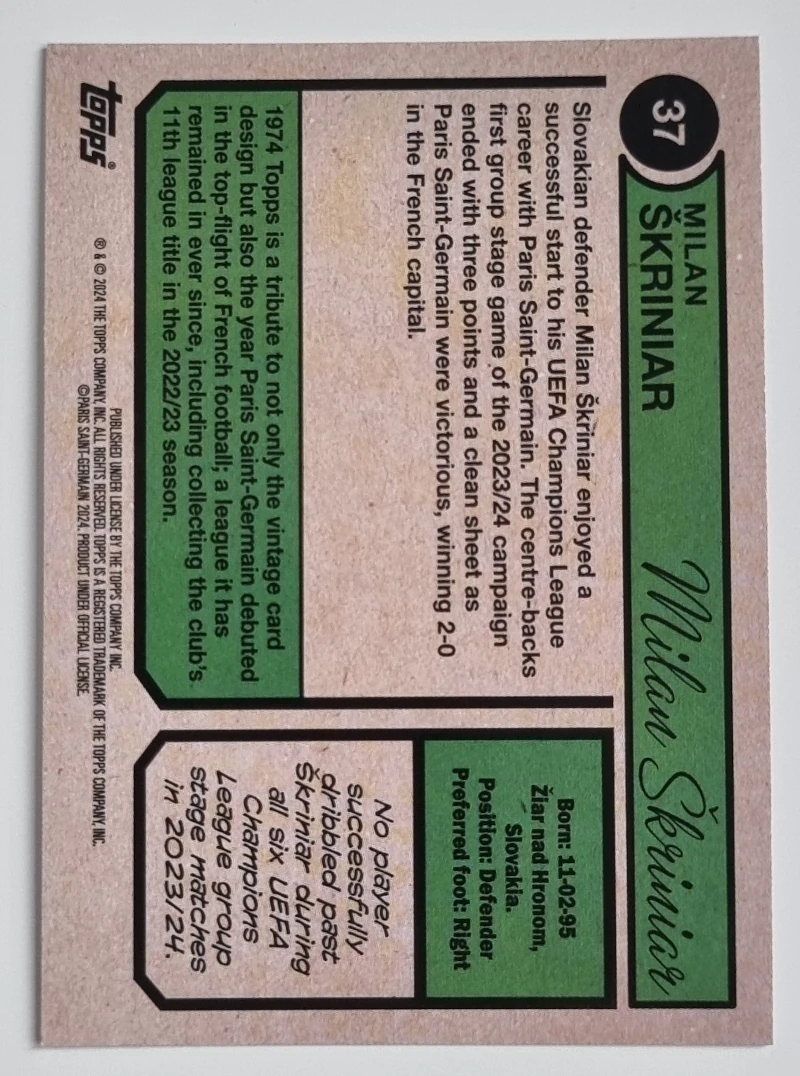 37
MILAN
ŠKRINIAR
Milan Škriniar
Slovakian defender Milan Škriniar enjoyed a
successful start to his UEFA Champions League
career with Paris Saint-Germain. The centre-backs
first group stage game of the 2023/24 campaign
ended with three points and a clean sheet as
Paris Saint-Germain were victorious, winning 2-0
in the French capital.
1974 Topps is a tribute to not only the vintage card
design but also the year Paris Saint-Germain debuted
in the top-flight of French football; a league it has
remained in ever since, including collecting the club's
11th league title in the 2022/23 season.
Born: 11-02-95
Žiar nad Hronom,
Slovakia.
Position: Defender
Preferred foot: Right
No player
successfully
dribbled past
Škriniar during
all six UEFA
Champions
League group
stage matches
in 2023/24.
topps®
PUBLISHED UNDER LICENSE BY THE TOPPS COMPANY INC.
® & © 2024 THE TOPPS COMPANY, INC. ALL RIGHTS RESERVED. TOPPS IS A REGISTERED TRADEMARK OF THE TOPPS COMPANY, INC.
©PARIS SAINT-GERMAIN 2024. PRODUCT UNDER OFFICIAL LICENSE.